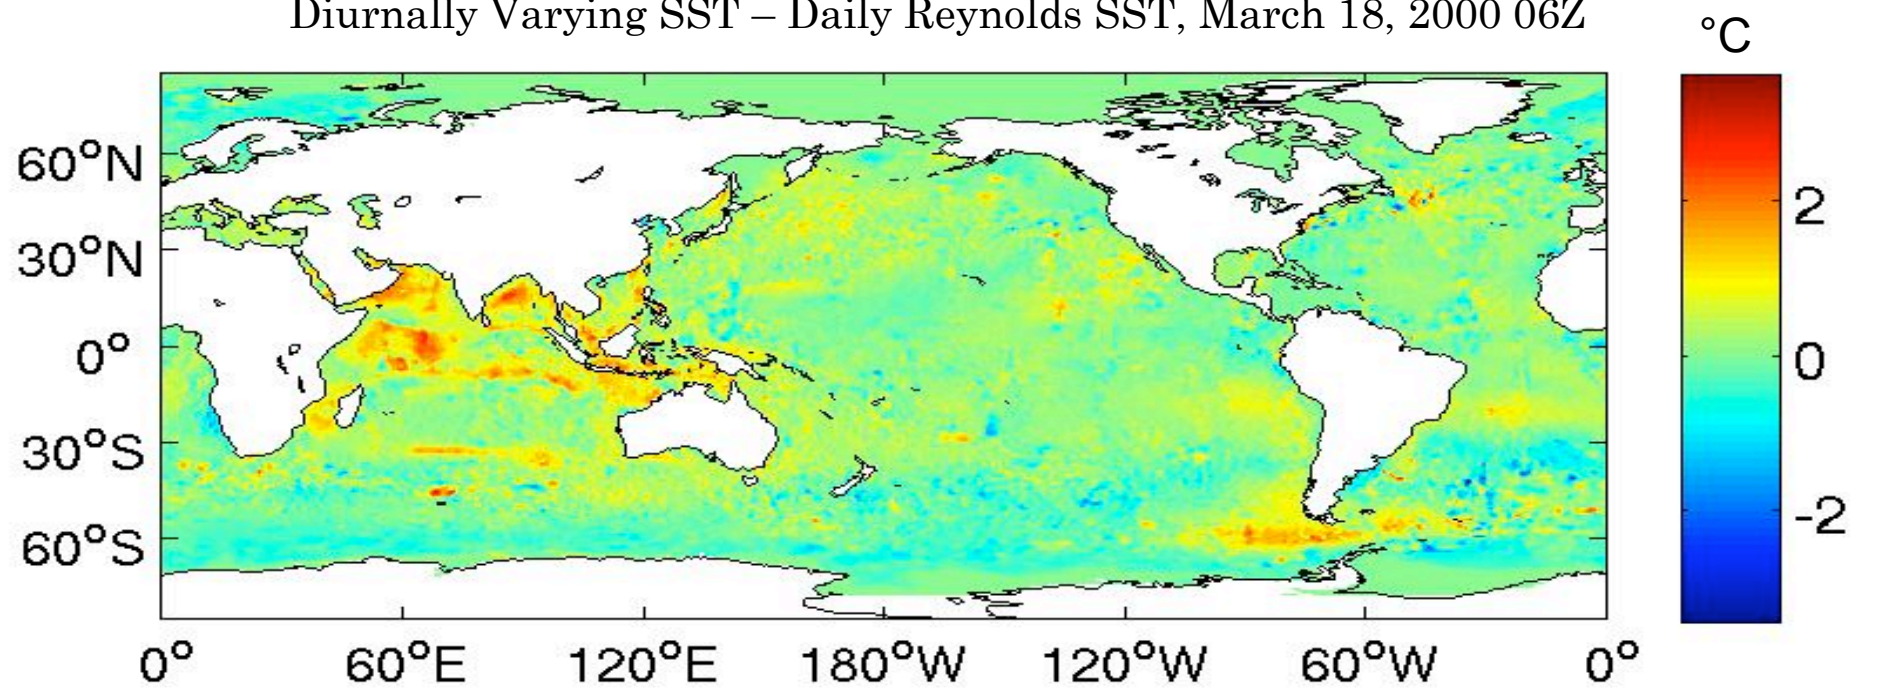 Diurnally Varying SST – Daily Reynolds SST, March 18, 2000 06Z
°C
60°N
30°N
0°
30°S
60°S
0° 60°E 120°E 180°W 120°W 60°W 0°
2
0
-2